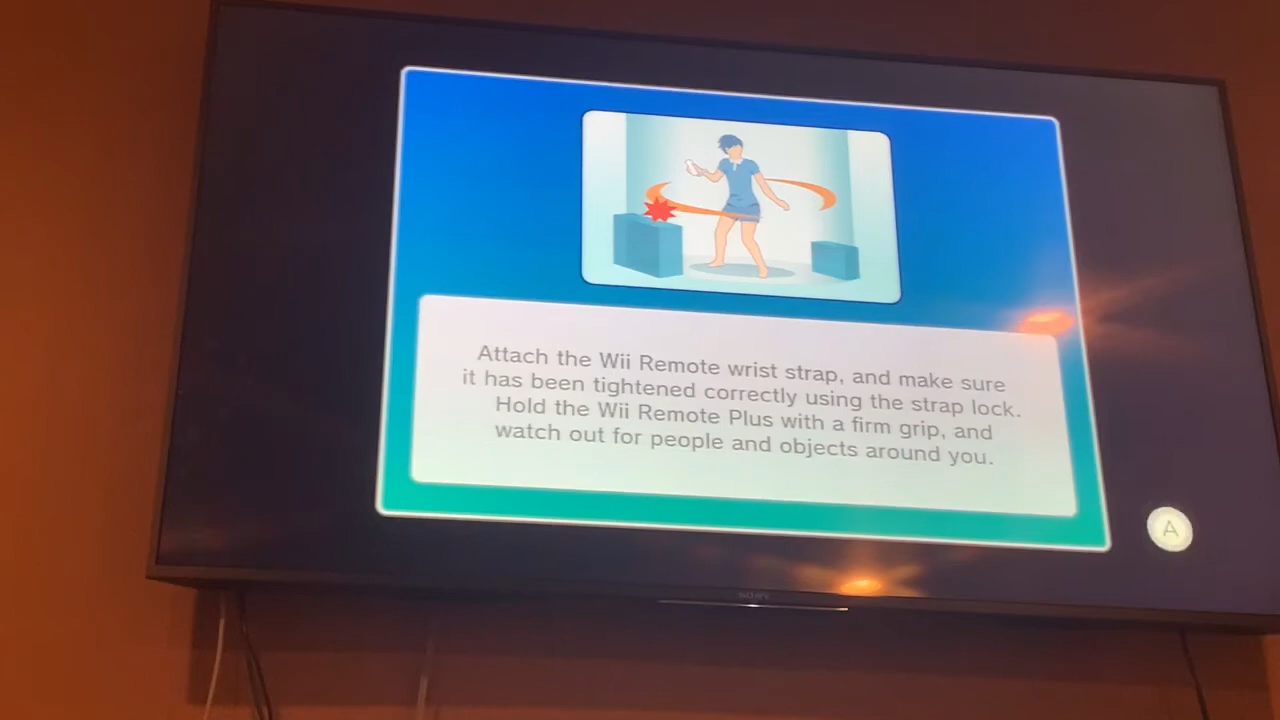 Attach the Wii Remote wrist strap, and make sure
it has been tightened correctly using the strap lock.
Hold the Wii Remote Plus with a firm grip, and
watch out for people and objects around you.
A
SONY